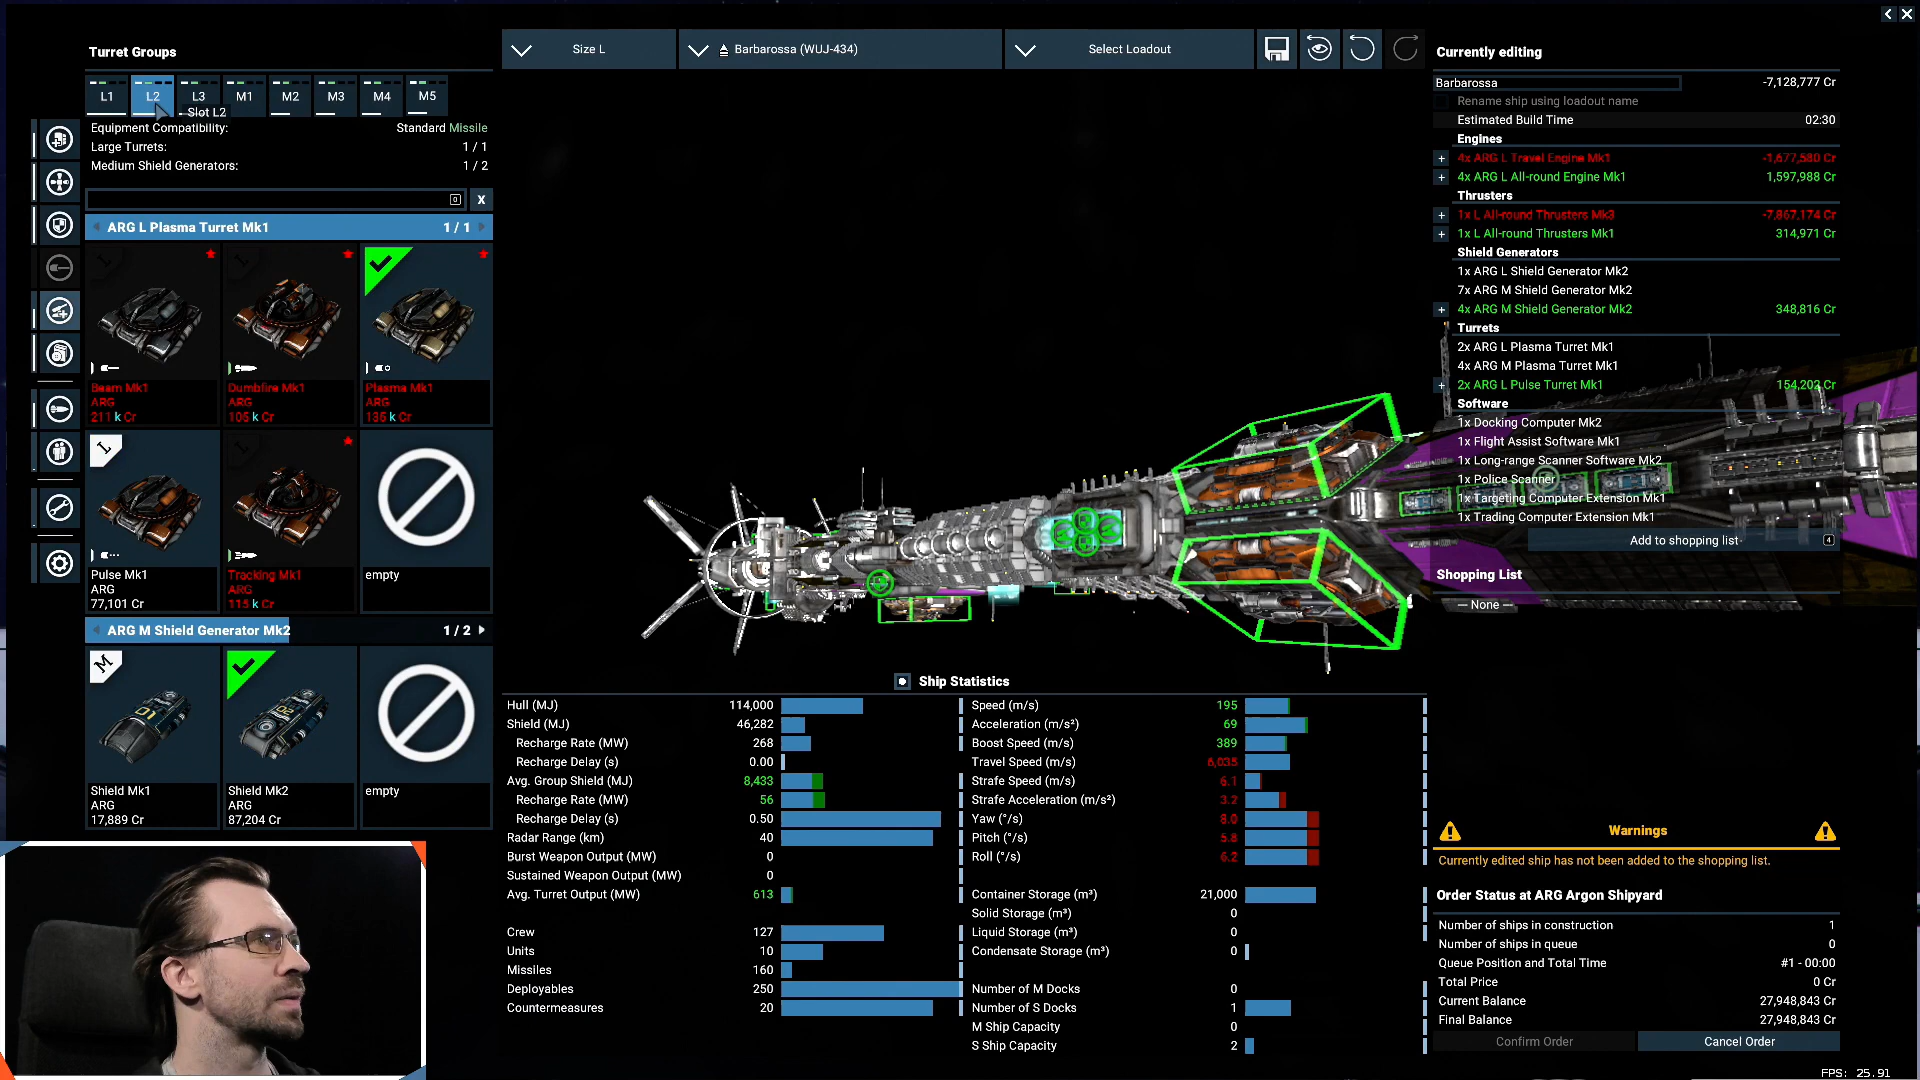 Turret Groups
L1 L2 L3 M1 M2 M3 M4 M5
Slot L2
Equipment Compatibility: Standard Missile
Large Turrets: 1 / 1
Medium Shield Generators: 1 / 2
X
ARG L Plasma Turret Mk1 1 / 1
Beam Mk1
ARG
211 k Cr
Dumbfire Mk1
ARG
105 k Cr
Plasma Mk1
ARG
135 k Cr
L
Pulse Mk1
ARG
77,101 Cr
Tracking Mk1
ARG
115 k Cr
empty
ARG M Shield Generator Mk2 1 / 2
M
01
02
Shield Mk1
ARG
17,889 Cr
Shield Mk2
ARG
87,204 Cr
empty
Size L
Barbarossa (WUJ-434)
Select Loadout
Ship Statistics
Hull (MJ) 114,000
Shield (MJ) 46,282
Recharge Rate (MW) 268
Recharge Delay (s) 0.00
Avg. Group Shield (MJ) 8,433
Recharge Rate (MW) 56
Recharge Delay (s) 0.50
Radar Range (km) 40
Burst Weapon Output (MW) 0
Sustained Weapon Output (MW) 0
Avg. Turret Output (MW) 613
Crew 127
Units 10
Missiles 160
Deployables 250
Countermeasures 20
Speed (m/s) 195
Acceleration (m/s²) 69
Boost Speed (m/s) 389
Travel Speed (m/s) 6,035
Strafe Speed (m/s) 6.1
Strafe Acceleration (m/s²) 3.2
Yaw (°/s) 8.0
Pitch (°/s) 5.8
Roll (°/s) 6.2
Container Storage (m³) 21,000
Solid Storage (m³) 0
Liquid Storage (m³) 0
Condensate Storage (m³) 0
Number of M Docks 0
Number of S Docks 1
M Ship Capacity 0
S Ship Capacity 2
Currently editing
Barbarossa -7,128,777 Cr
Rename ship using loadout name
Estimated Build Time 02:30
Engines
+ 4x ARG L Travel Engine Mk1 -1,677,580 Cr
+ 4x ARG L All-round Engine Mk1 1,597,988 Cr
Thrusters
+ 1x L All-round Thrusters Mk3 -7,867,174 Cr
+ 1x L All-round Thrusters Mk1 314,971 Cr
Shield Generators
1x ARG L Shield Generator Mk2
7x ARG M Shield Generator Mk2
+ 4x ARG M Shield Generator Mk2 348,816 Cr
Turrets
2x ARG L Plasma Turret Mk1
4x ARG M Plasma Turret Mk1
+ 2x ARG L Pulse Turret Mk1 154,202 Cr
Software
1x Docking Computer Mk2
1x Flight Assist Software Mk1
1x Long-range Scanner Software Mk2
1x Police Scanner
1x Targeting Computer Extension Mk1
1x Trading Computer Extension Mk1
Add to shopping list 4
Shopping List
— None —
Warnings
Currently edited ship has not been added to the shopping list.
Order Status at ARG Argon Shipyard
Number of ships in construction 1
Number of ships in queue 0
Queue Position and Total Time #1 - 00:00
Total Price 0 Cr
Current Balance 27,948,843 Cr
Final Balance 27,948,843 Cr
Confirm Order Cancel Order
FPS: 25.91